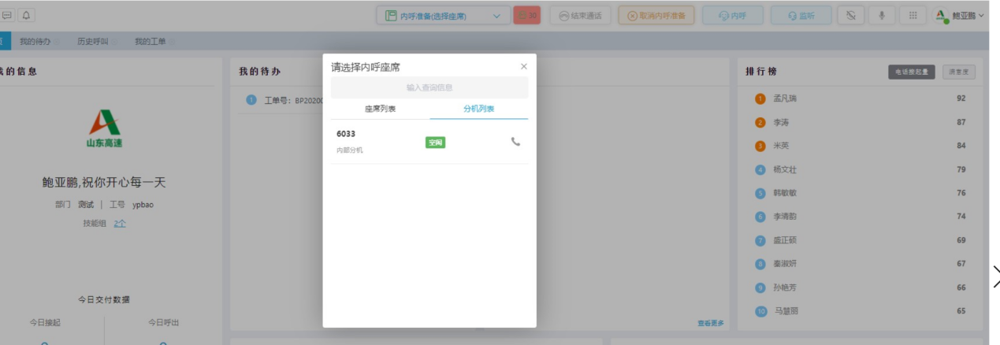 内呼准备(选择座席)
30
结束通话
取消内呼准备
内呼
监听
鲍亚鹏
我的待办
历史呼叫
我的工单
的信息
山东高速
鲍亚鹏,祝你开心每一天
部门 测试 | 工号 ypbao
技能组 2个
今日交付数据
今日接起 今日呼出
我的待办
1 工单号：BP20200
查看更多
请选择内呼座席
输入查询信息
座席列表 分机列表
6033
内部分机
空闲
排行榜
电话接起量 满意度
1 孟凡瑞 92
2 李涛 87
3 米英 84
4 杨文社 79
5 韩敏敏 76
6 李清韵 74
7 盛正硕 69
8 秦淑妍 67
9 孙艳芳 66
10 马慧丽 65